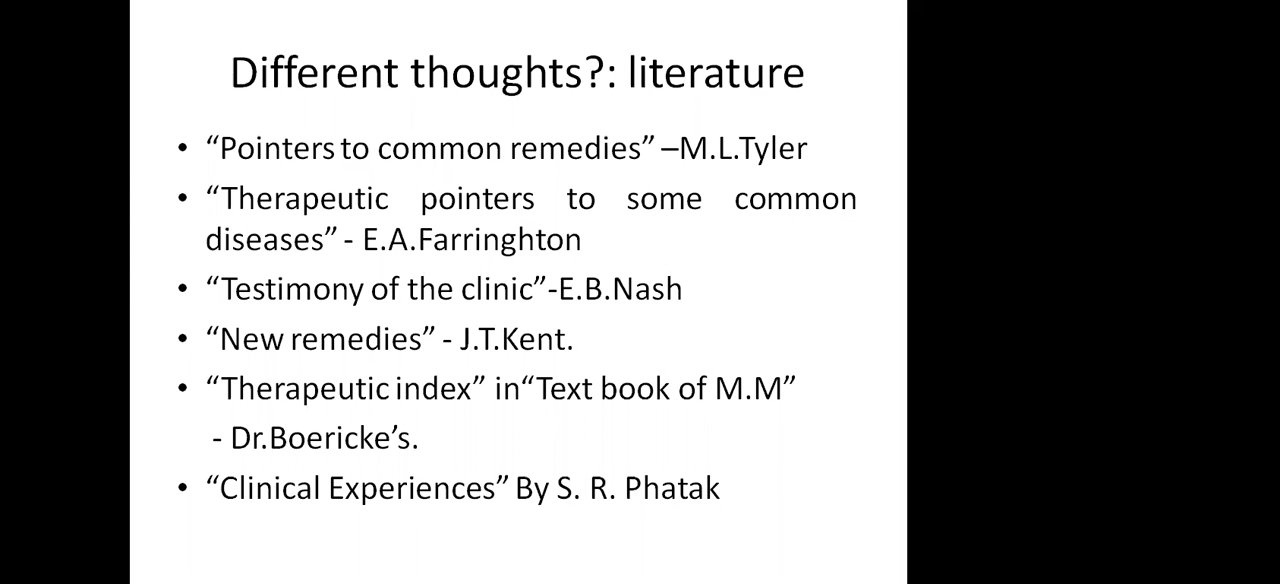 Different thoughts?: literature
• “Pointers to common remedies” –M.L.Tyler
• “Therapeutic pointers to some common
diseases” - E.A.Farringhton
• “Testimony of the clinic”-E.B.Nash
• “New remedies” - J.T.Kent.
• “Therapeutic index” in“Text book of M.M”
- Dr.Boericke’s.
• “Clinical Experiences” By S. R. Phatak